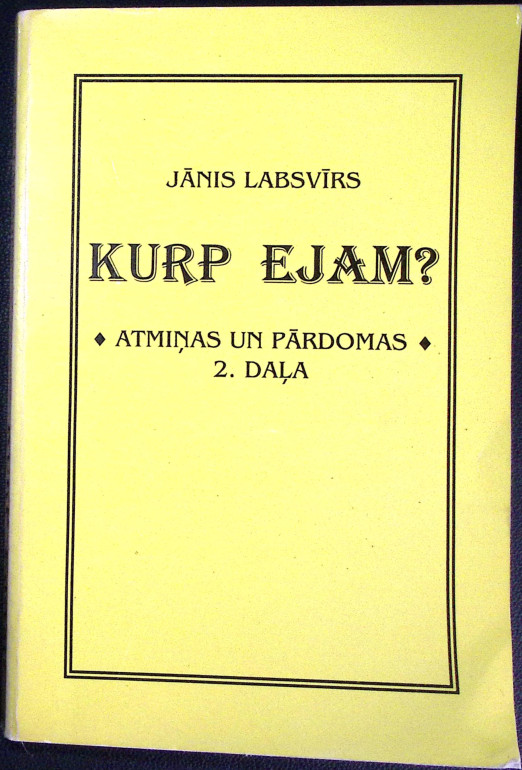 JĀNIS LABSVĪRS
KURP EJAM?
♦ ATMIŅAS UN PĀRDOMAS ♦
2. DAĻA